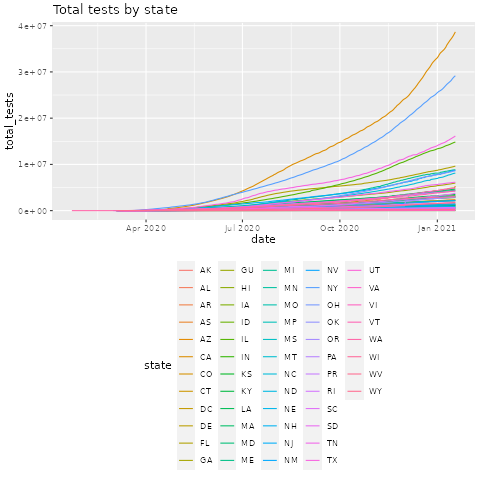 Total tests by state
total_tests
4e+07
3e+07
2e+07
1e+07
0e+00
Apr 2020 Jul 2020 Oct 2020 Jan 2021
date
state
AK GU MI NV UT
AL HI MN NY VA
AR IA MO OH VI
AS ID MP OK VT
AZ IL MS OR WA
CA IN MT PA WI
CO KS NC PR WV
CT KY ND RI WY
DC LA NE SC
DE MA NH SD
FL MD NJ TN
GA ME NM TX